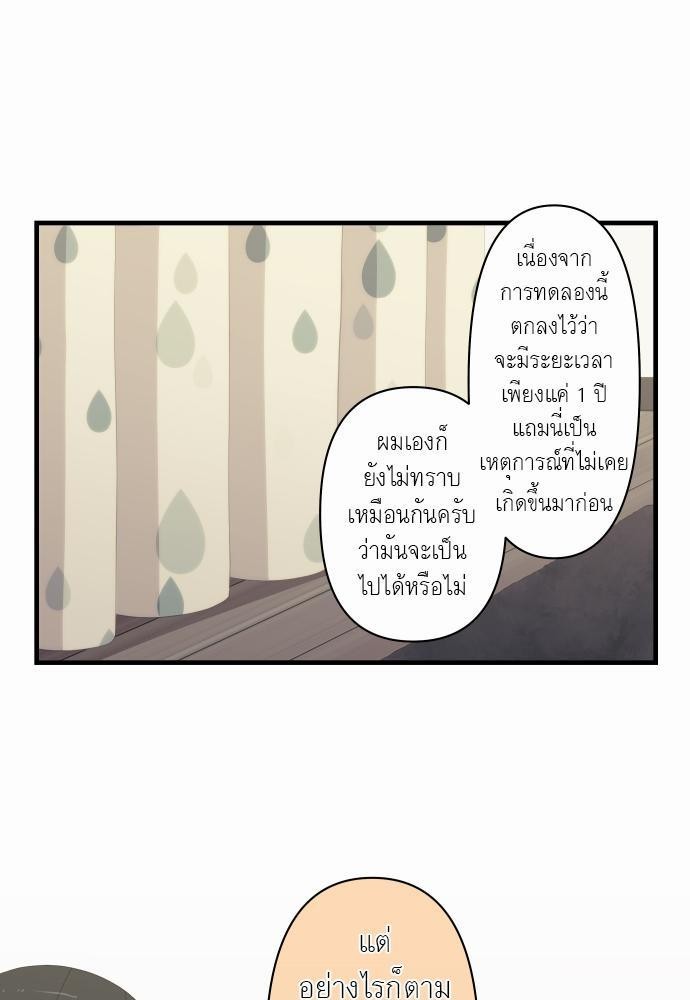 เนื่องจาก
การทดลองนี้
ตกลงไว้ว่า
จะมีระยะเวลา
เพียงแค่ 1 ปี
แถมนี่เป็น
เหตุการณ์ที่ไม่เคย
เกิดขึ้นมาก่อน
ผมเองก็
ยังไม่ทราบ
เหมือนกันครับ
ว่ามันจะเป็น
ไปได้หรือไม่
แต่
อย่างไรก็ตาม